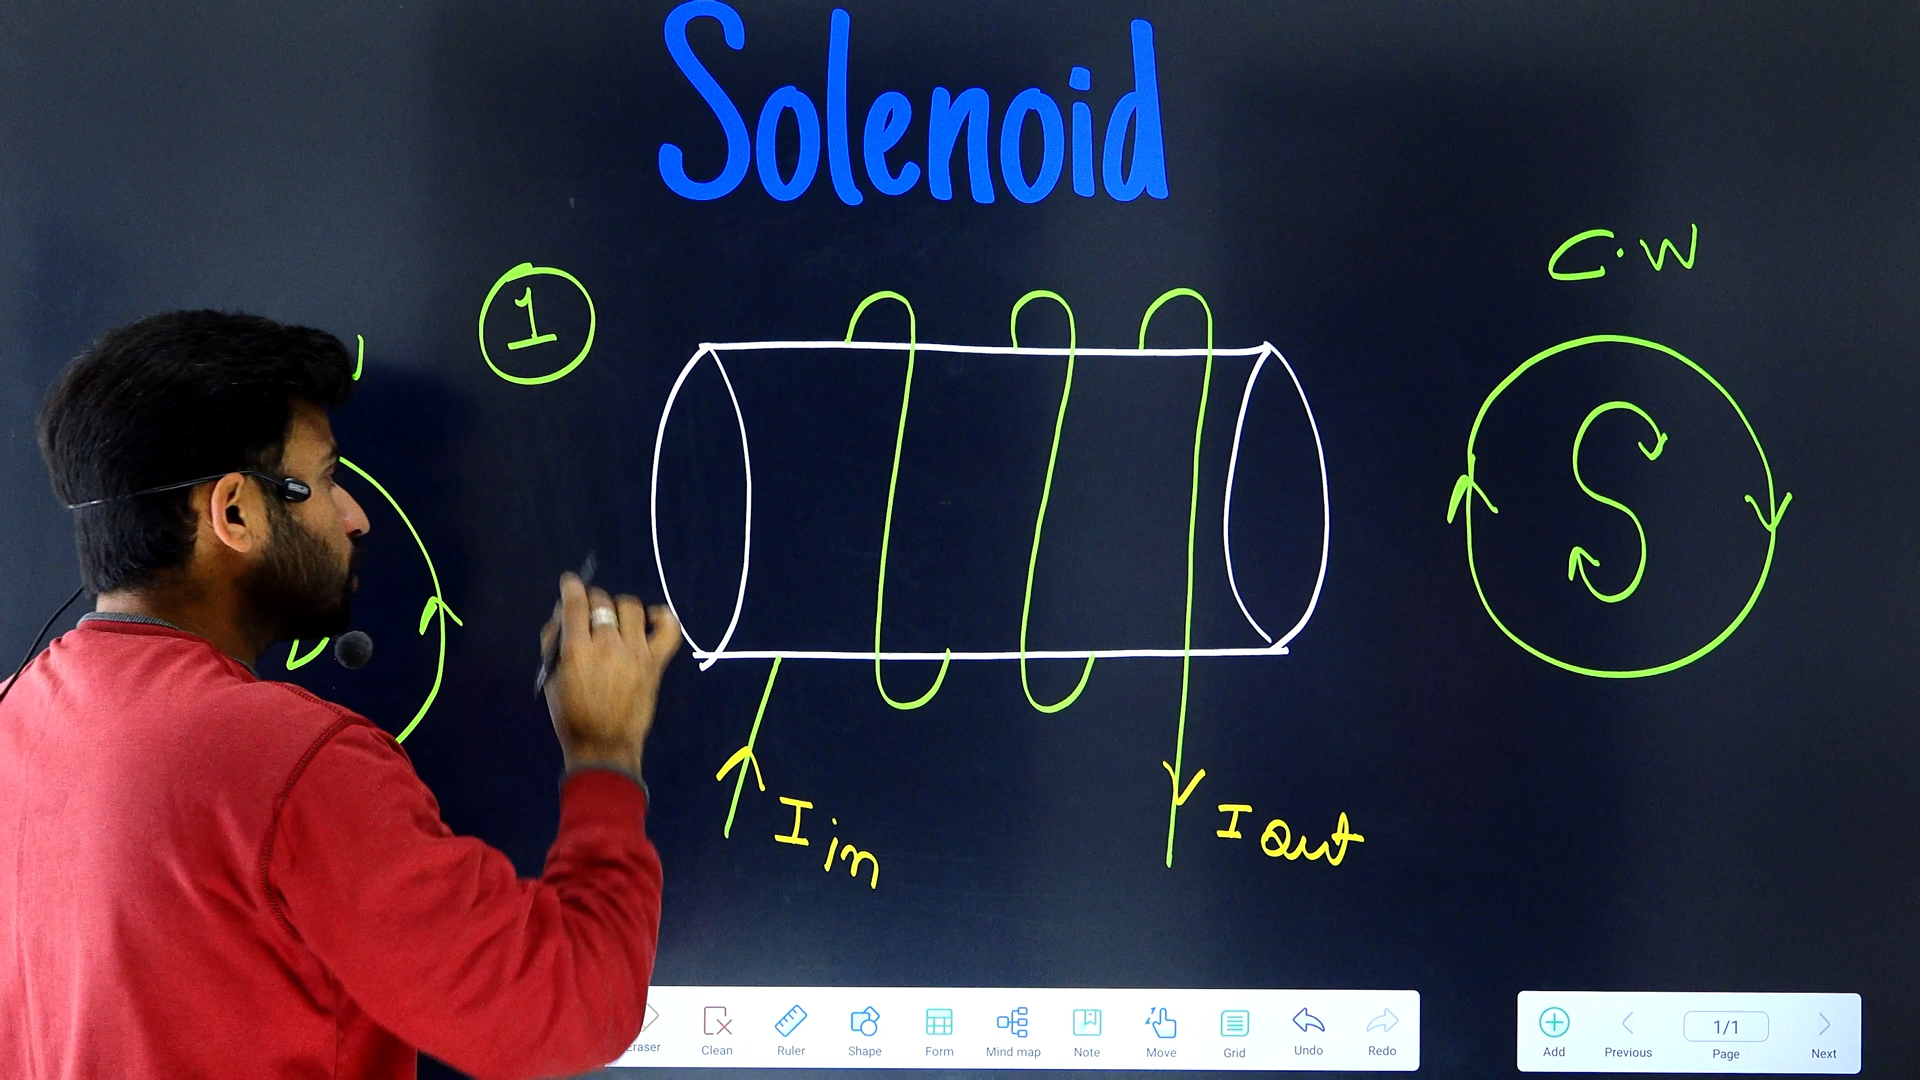 Solenoid
C.W
1
S
I in
I out
Clean
Ruler
Shape
Form
Mind map
Note
Move
Grid
Undo
Redo
Add
Previous
1/1
Page
Next